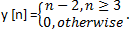 y [n]={n − 2, n ≥ 3
0, otherwise .